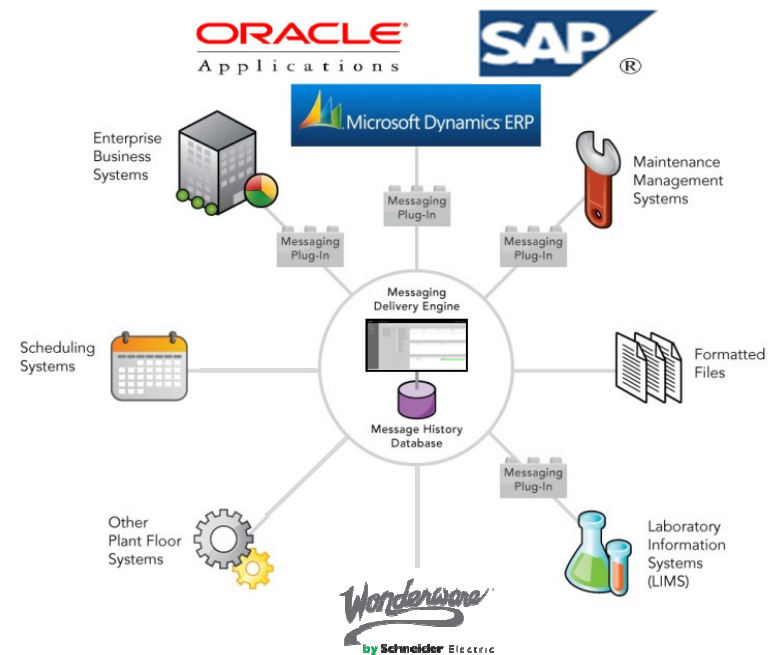 ORACLE®
Applications
SAP®
Microsoft Dynamics® ERP
Enterprise
Business
Systems
Messaging
Plug-In
Maintenance
Management
Systems
Messaging
Plug-In
Messaging
Plug-In
Messaging
Delivery Engine
Scheduling
Systems
Formatted
Files
Message History
Database
Messaging
Plug-In
Other
Plant Floor
Systems
Laboratory
Information
Systems
(LIMS)
Wonderware
by Schneider Electric